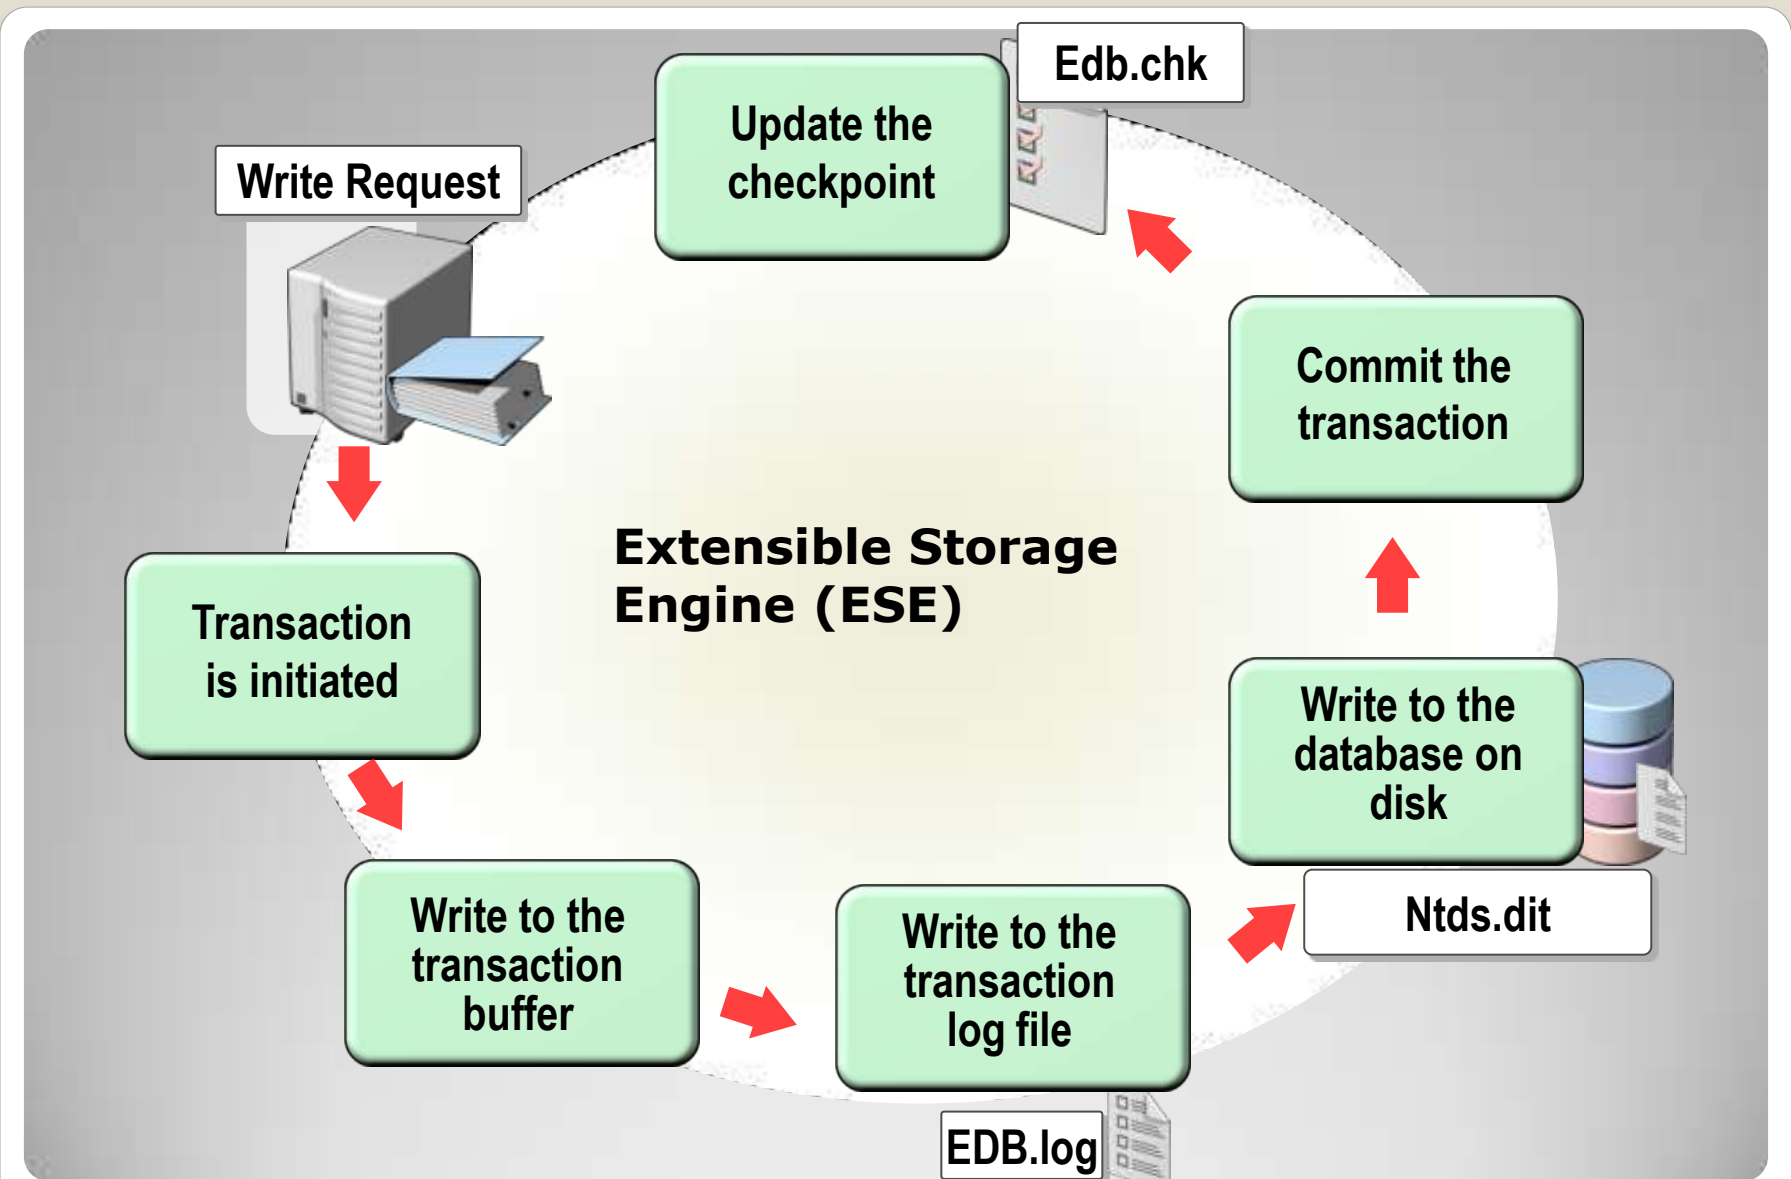 Edb.chk
Update the
checkpoint
Write Request
Commit the
transaction
Extensible Storage
Engine (ESE)
Transaction
is initiated
Write to the
database on
disk
Ntds.dit
Write to the
transaction
buffer
Write to the
transaction
log file
EDB.log